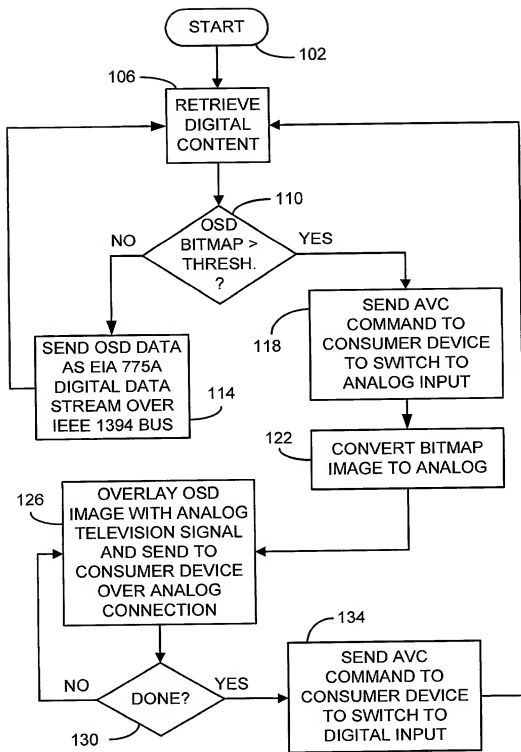 START
102
106
RETRIEVE
DIGITAL
CONTENT
110
OSD
BITMAP >
THRESH.
?
NO
YES
SEND OSD DATA
AS EIA 775A
DIGITAL DATA
STREAM OVER
IEEE 1394 BUS
114
118
SEND AVC
COMMAND TO
CONSUMER DEVICE
TO SWITCH TO
ANALOG INPUT
122
CONVERT BITMAP
IMAGE TO ANALOG
126
OVERLAY OSD
IMAGE WITH ANALOG
TELEVISION SIGNAL
AND SEND TO
CONSUMER DEVICE
OVER ANALOG
CONNECTION
NO
DONE?
YES
130
134
SEND AVC
COMMAND TO
CONSUMER DEVICE
TO SWITCH TO
DIGITAL INPUT